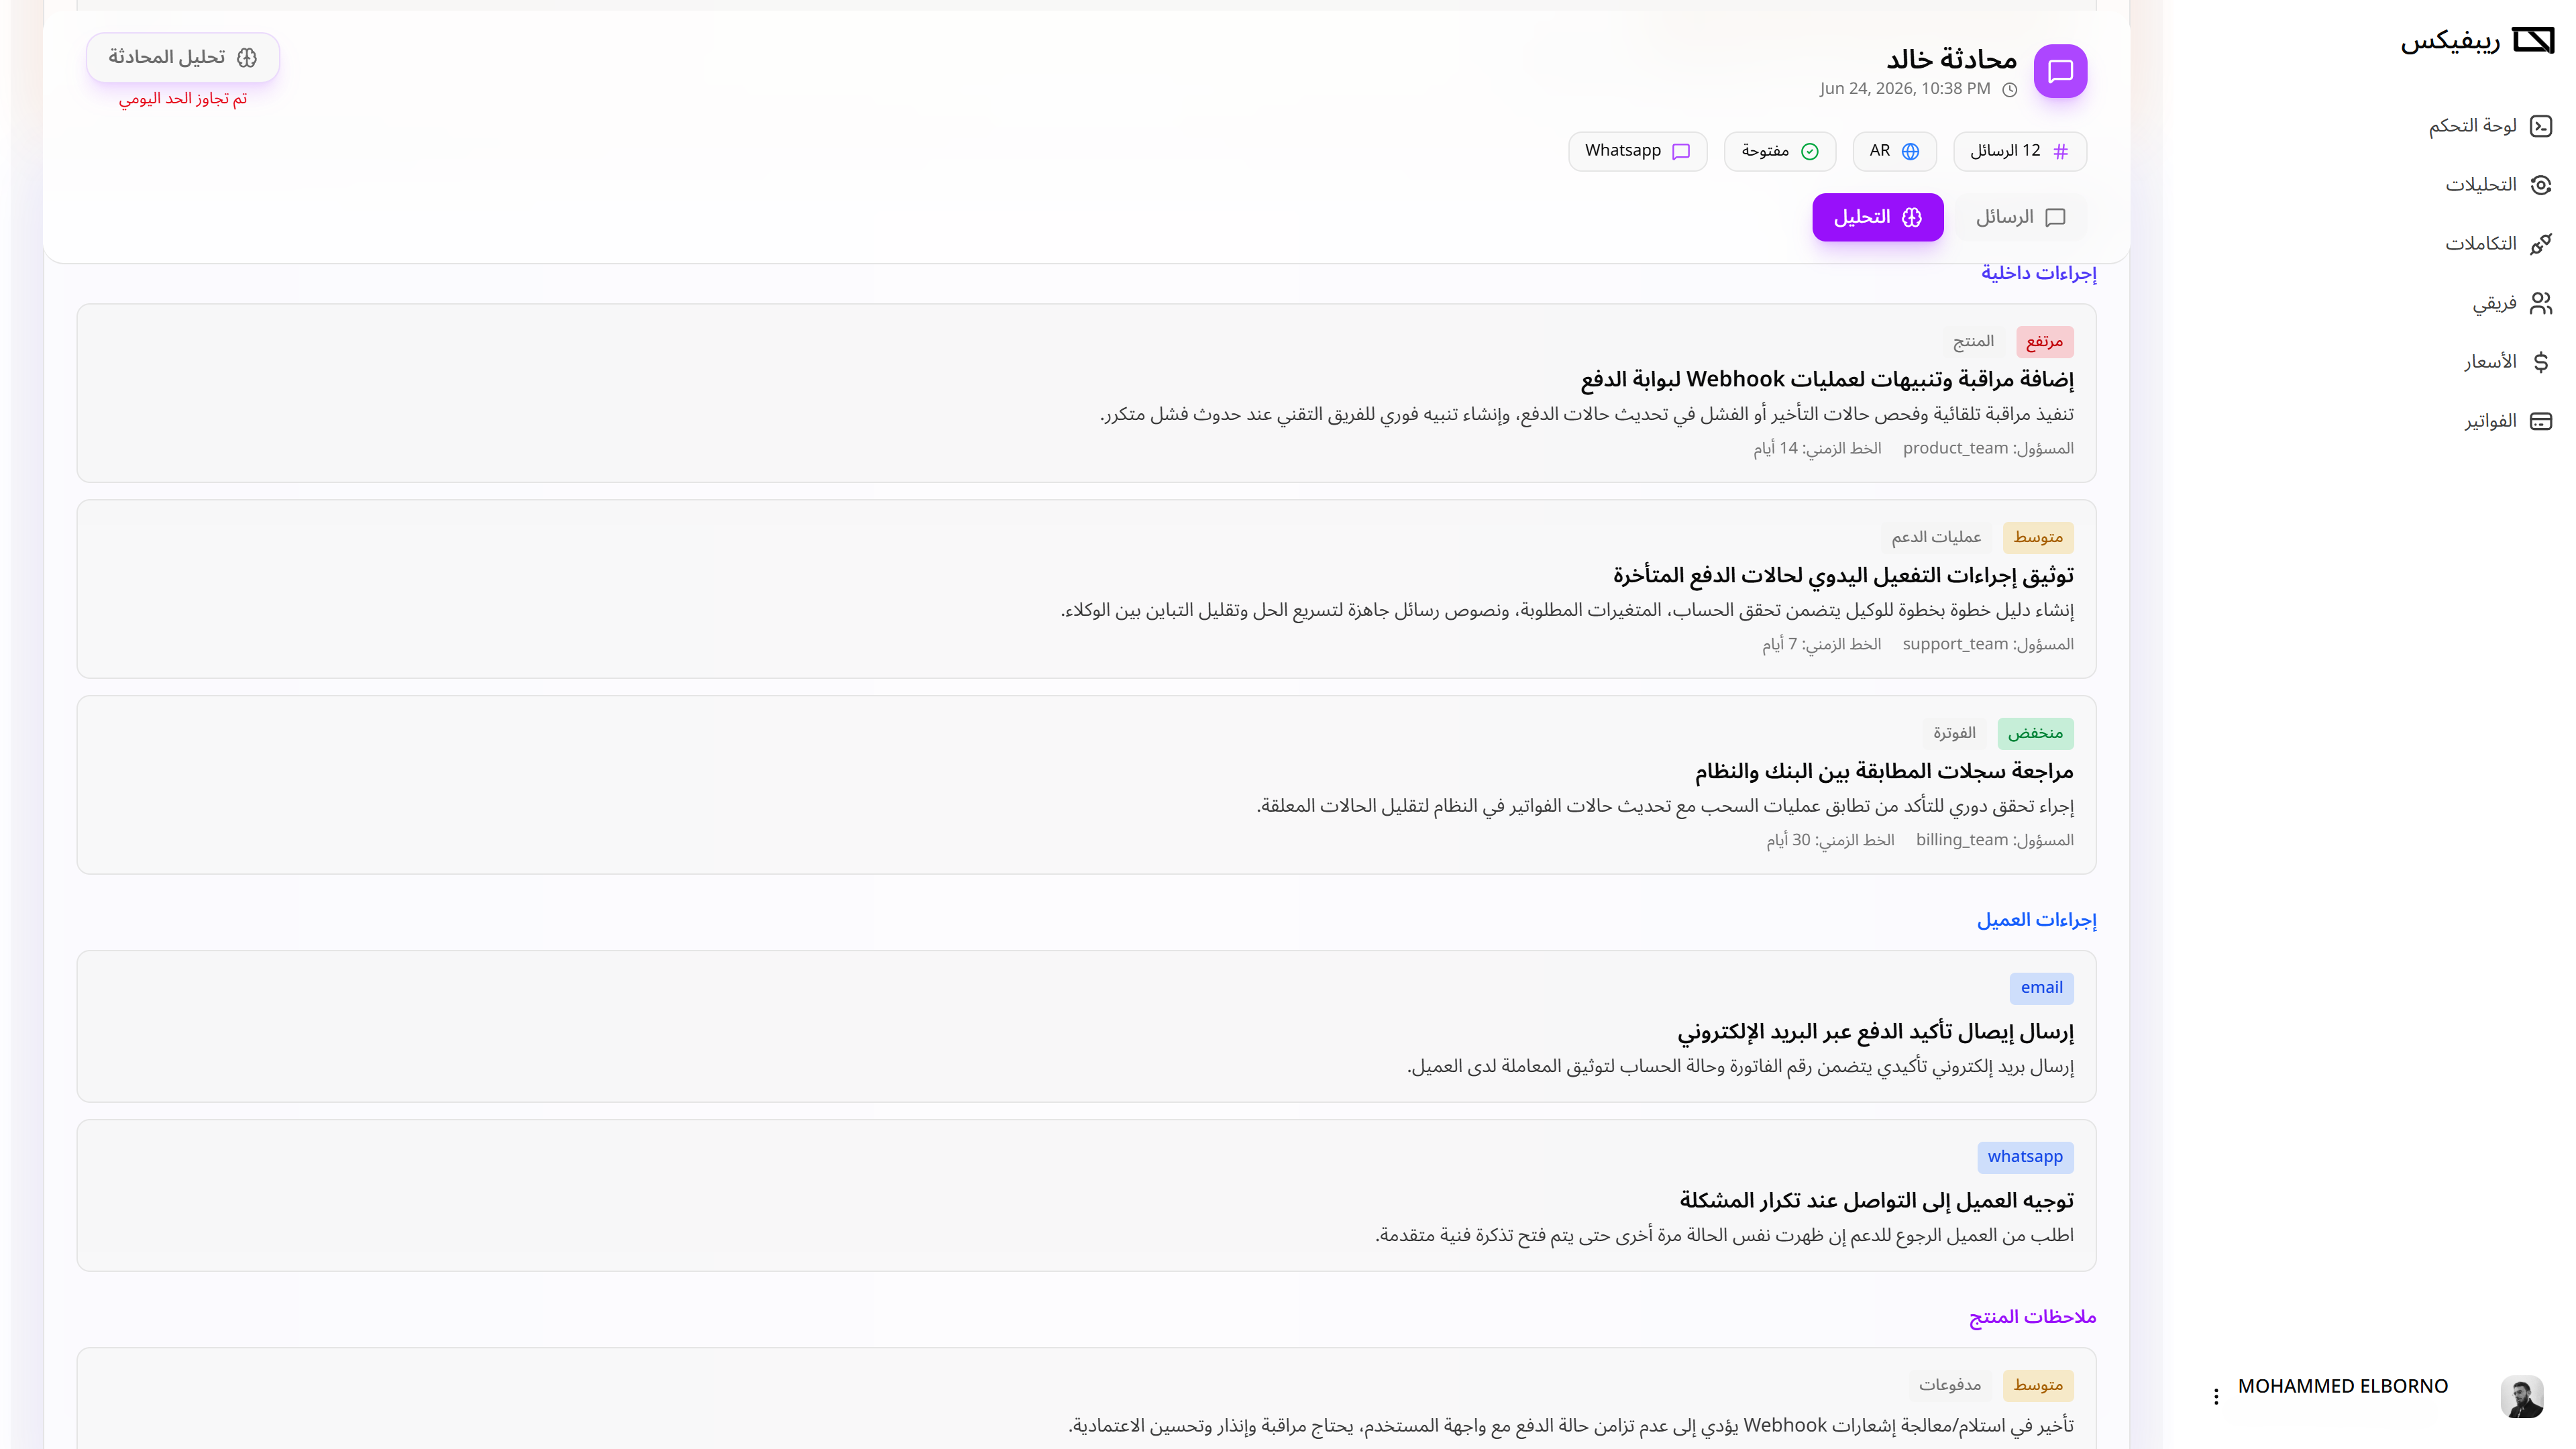 ريبفيكس
لوحة التحكم
التحليلات
التكاملات
فريقي
الأسعار
الفواتير
MOHAMMED ELBORNO
محادثة خالد
Jun 24, 2026, 10:38 PM
تحليل المحادثة
تم تجاوز الحد اليومي
12 الرسائل
AR
مفتوحة
Whatsapp
الرسائل
التحليل
إجراءات داخلية
مرتفع
المنتج
إضافة مراقبة وتنبيهات لعمليات Webhook لبوابة الدفع
تنفيذ مراقبة تلقائية وفحص حالات التأخير أو الفشل في تحديث حالات الدفع، وإنشاء تنبيه فوري للفريق التقني عند حدوث فشل متكرر.
المسؤول: product_team
الخط الزمني: 14 أيام
متوسط
عمليات الدعم
توثيق إجراءات التفعيل اليدوي لحالات الدفع المتأخرة
إنشاء دليل خطوة بخطوة للوكيل يتضمن تحقق الحساب، المتغيرات المطلوبة، ونصوص رسائل جاهزة لتسريع الحل وتقليل التباين بين الوكلاء.
المسؤول: support_team
الخط الزمني: 7 أيام
منخفض
الفوترة
مراجعة سجلات المطابقة بين البنك والنظام
إجراء تحقق دوري للتأكد من تطابق عمليات السحب مع تحديث حالات الفواتير في النظام لتقليل الحالات المعلقة.
المسؤول: billing_team
الخط الزمني: 30 أيام
إجراءات العميل
email
إرسال إيصال تأكيد الدفع عبر البريد الإلكتروني
إرسال بريد إلكتروني تأكيدي يتضمن رقم الفاتورة وحالة الحساب لتوثيق المعاملة لدى العميل.
whatsapp
توجيه العميل إلى التواصل عند تكرار المشكلة
اطلب من العميل الرجوع للدعم إن ظهرت نفس الحالة مرة أخرى حتى يتم فتح تذكرة فنية متقدمة.
ملاحظات المنتج
متوسط
مدفوعات
تأخير في استلام/معالجة إشعارات Webhook يؤدي إلى عدم تزامن حالة الدفع مع واجهة المستخدم، يحتاج مراقبة وإنذار وتحسين الاعتمادية.